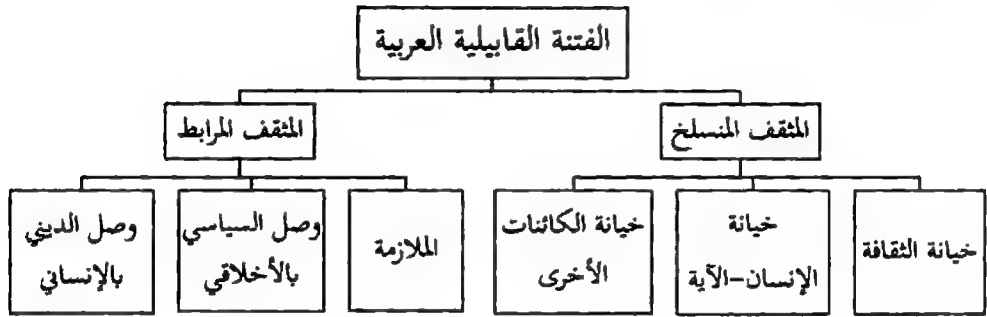 الفتنة القابيلية العربية
المثقف المنسلخ
المثقف المرابط
خيانة الثقافة
خيانة
الإنسان-الآية
خيانة الكائنات
الأخرى
الملازمة
وصل السياسي
بالأخلاقي
وصل الديني
بالإنساني